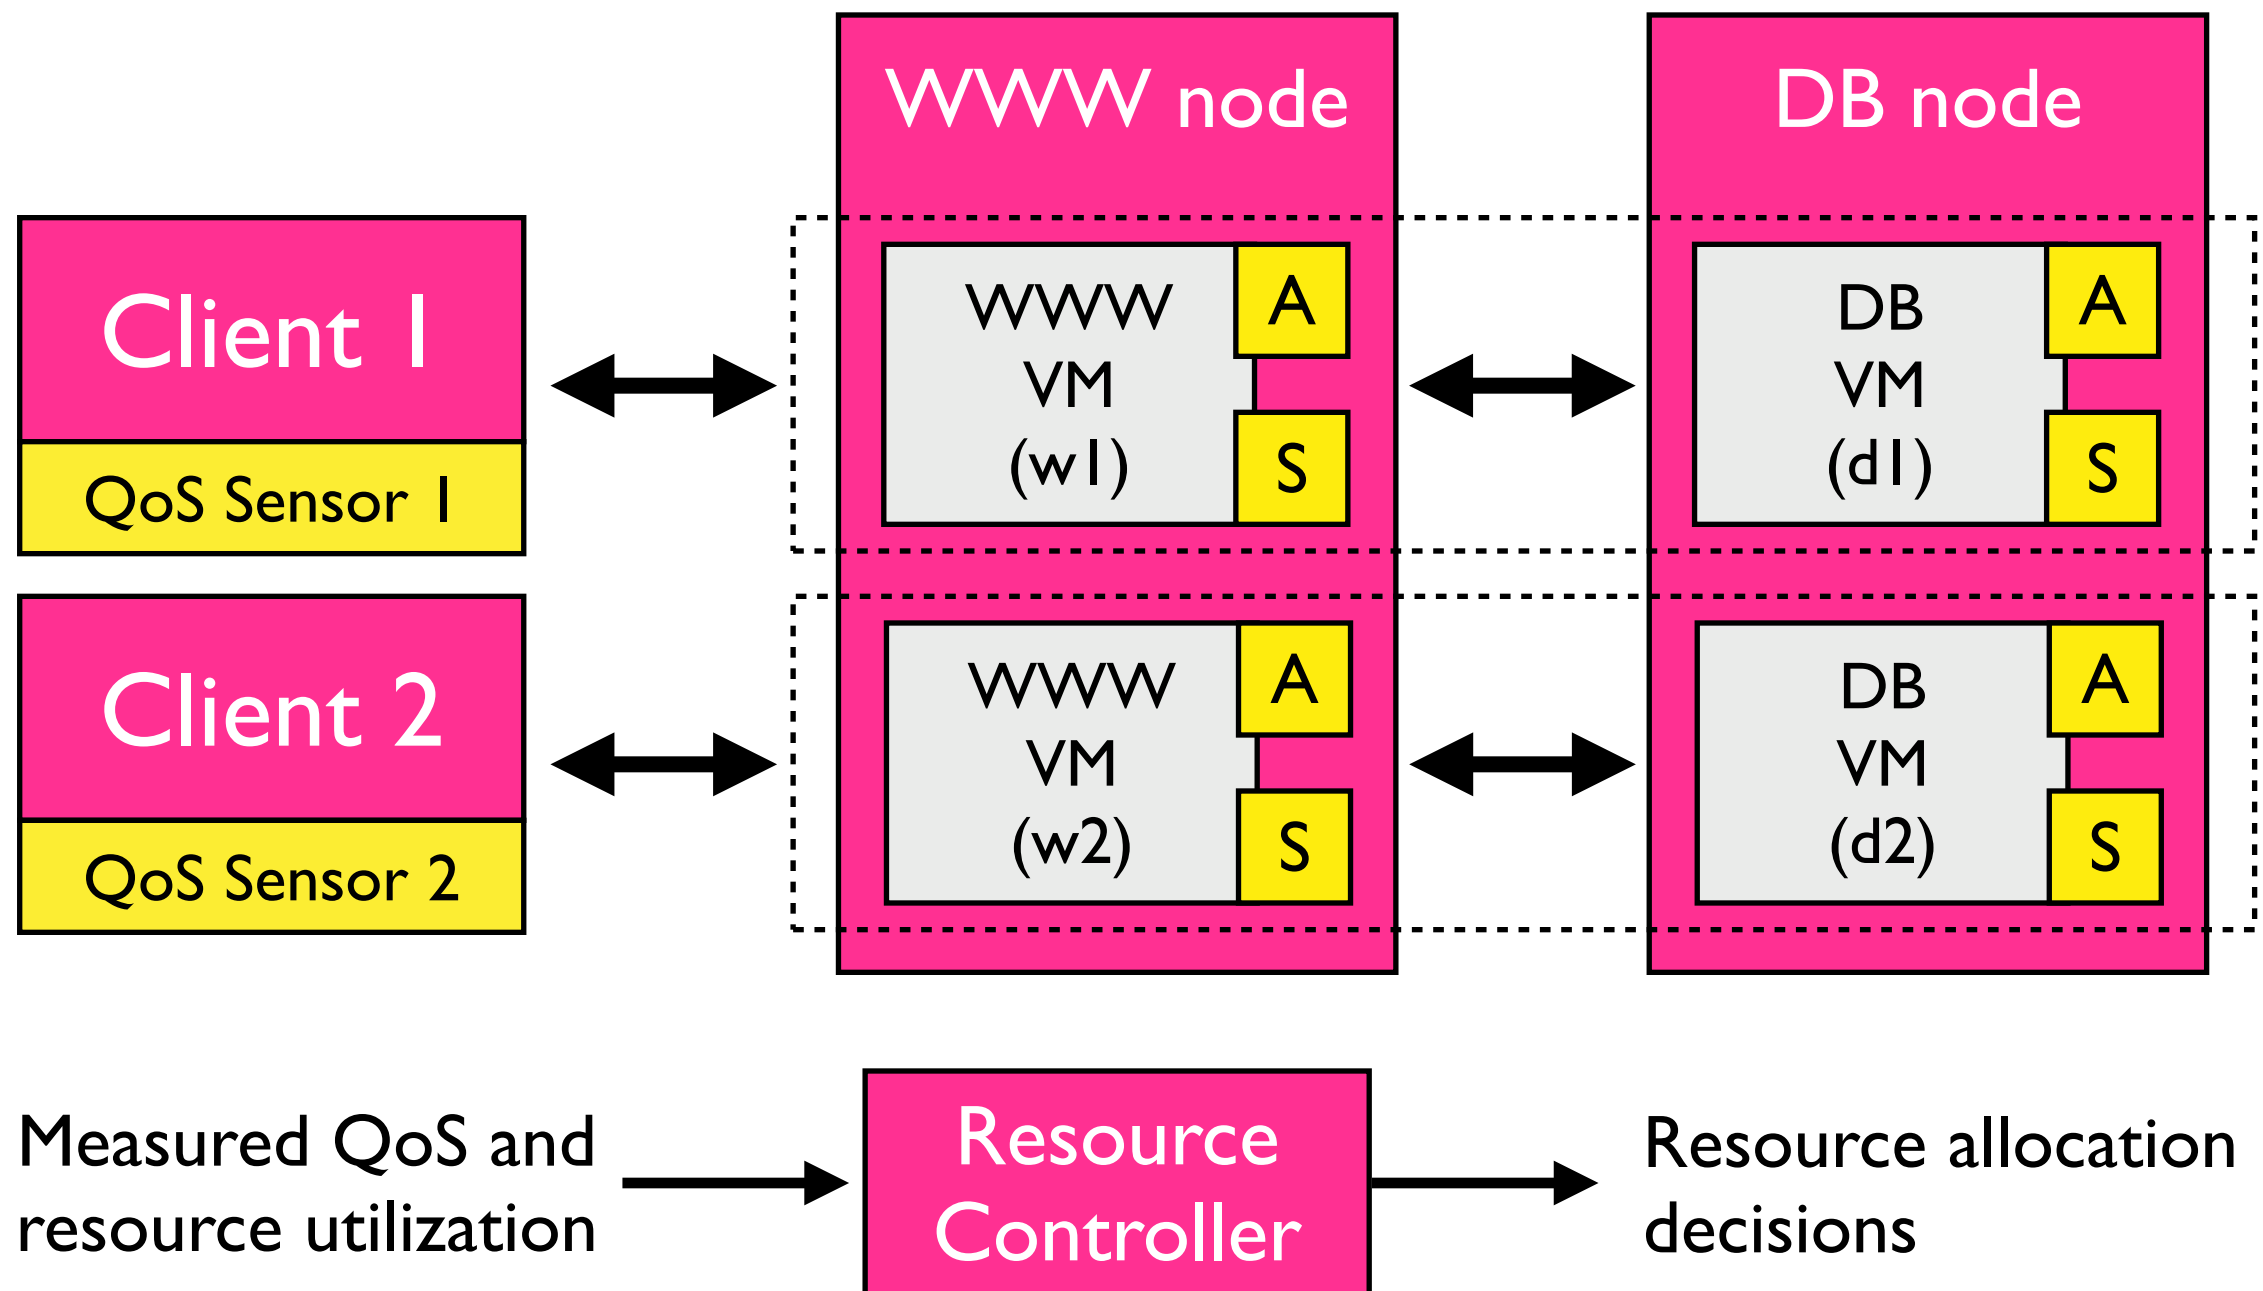 WWW node
DB node
Client 1
QoS Sensor 1
WWW
VM
(w1)
A
S
DB
VM
(d1)
A
S
Client 2
QoS Sensor 2
WWW
VM
(w2)
A
S
DB
VM
(d2)
A
S
Measured QoS and
resource utilization
Resource
Controller
Resource allocation
decisions